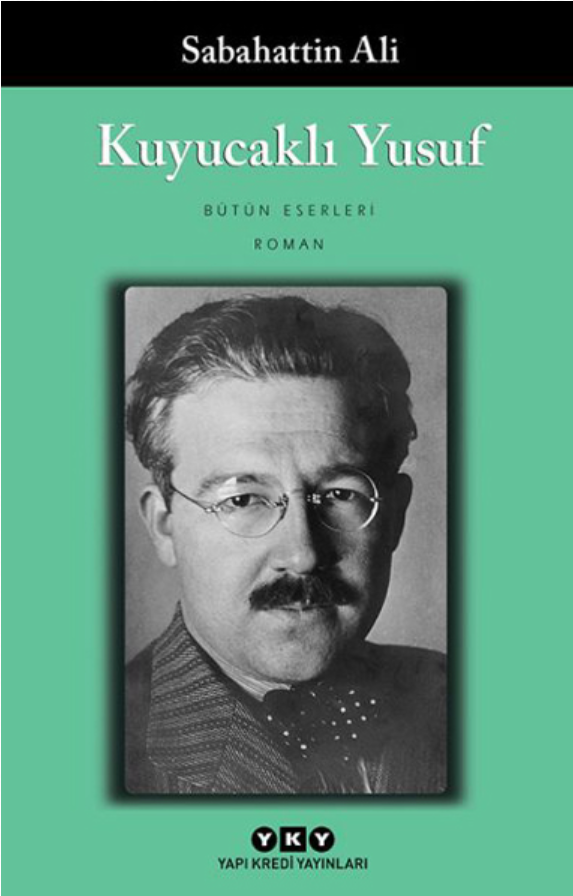 Sabahattin Ali
Kuyucaklı Yusuf
BÜTÜN ESERLERİ
ROMAN
YKY
YAPI KREDİ YAYINLARI